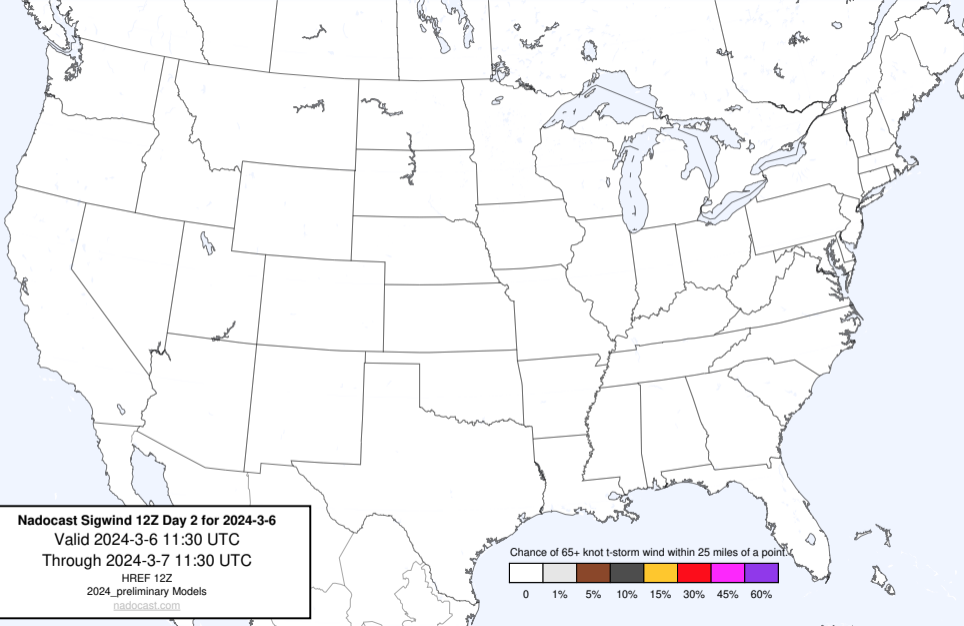 Nadocast Sigwind 12Z Day 2 for 2024-3-6
Valid 2024-3-6 11:30 UTC
Through 2024-3-7 11:30 UTC
HREF 12Z
2024_preliminary Models
nadocast.com
Chance of 65+ knot t-storm wind within 25 miles of a point.
0 1% 5% 10% 15% 30% 45% 60%